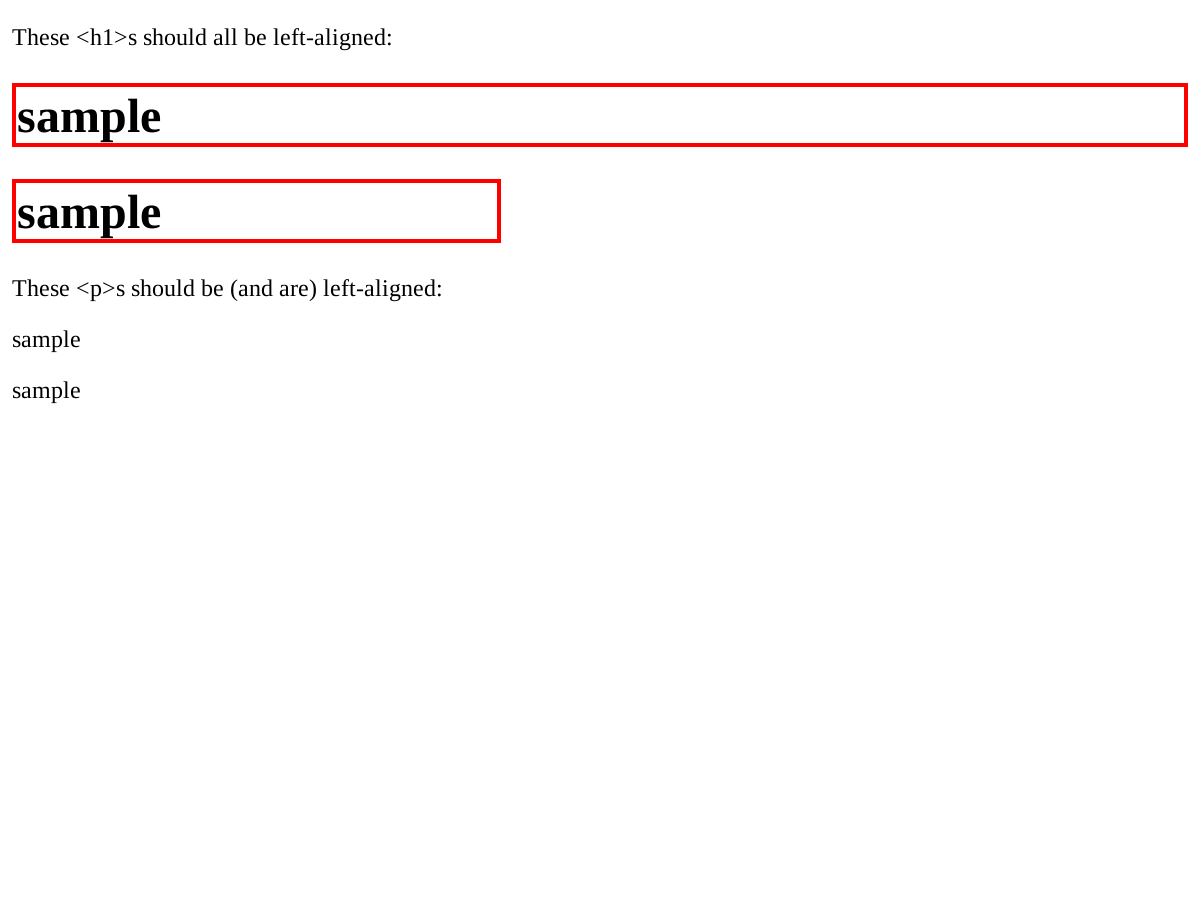 These <h1>s should all be left-aligned:
sample
sample
These <p>s should be (and are) left-aligned:
sample
sample